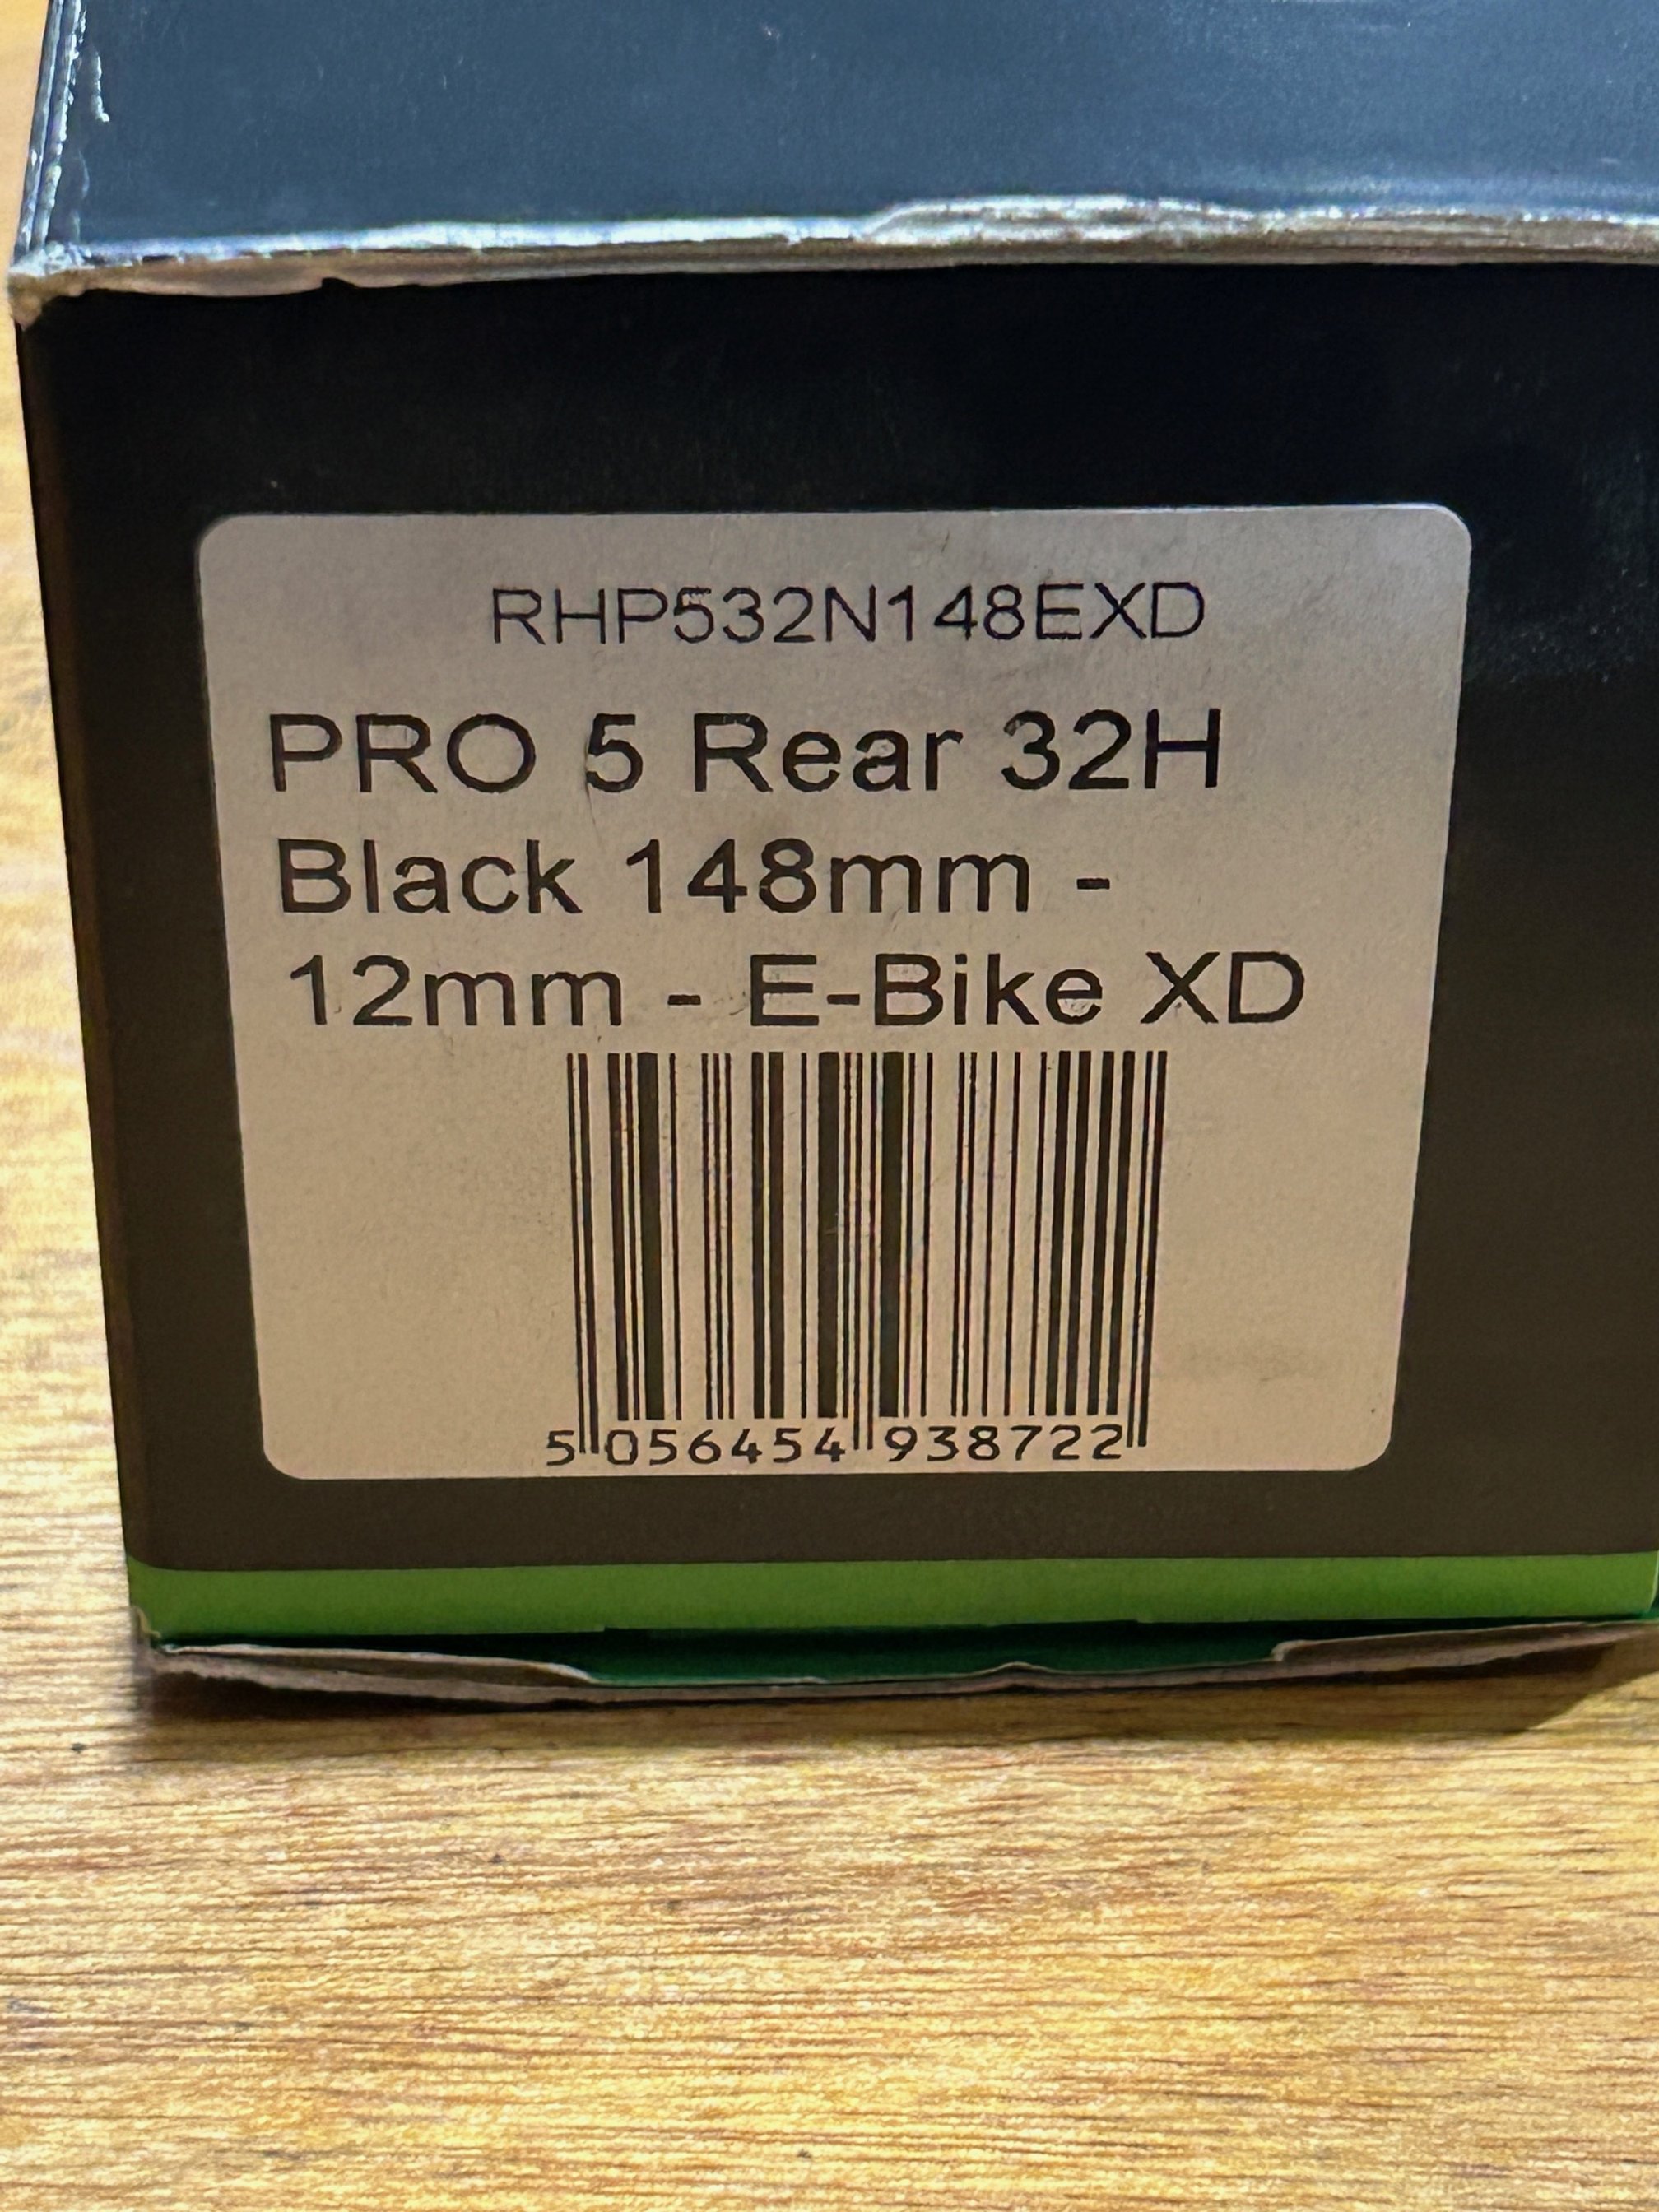 RHP532N148EXD
PRO 5 Rear 32H
Black 148mm -
12mm - E-Bike XD
5 056454 938722